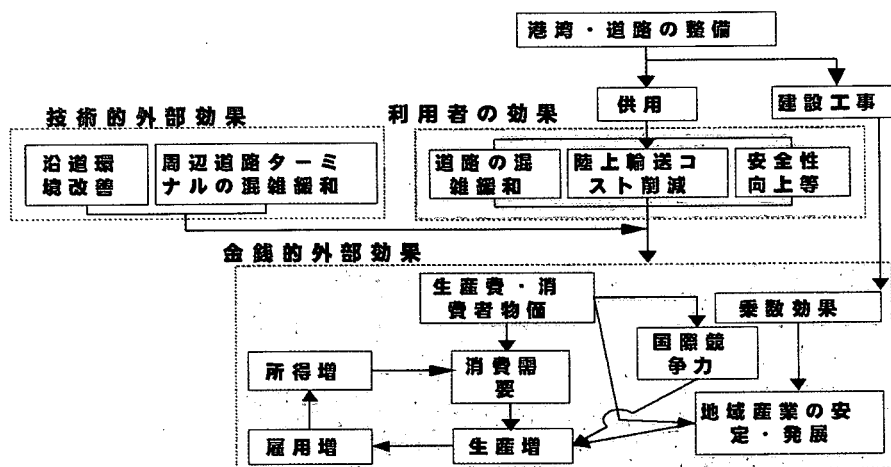 港湾・道路の整備
供用
建設工事
技術的外部効果
利用者の効果
沿道環
境改善
周辺道路ターミ
ナルの混雑緩和
道路の混
雑緩和
陸上輸送コ
スト削減
安全性
向上等
金銭的外部効果
生産費・消
費者物価
乗数効果
国際競
争力
所得増
消費需
要
地域産業の安
定・発展
雇用増
生産増